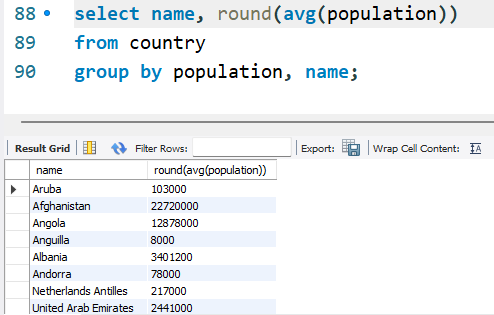 88 select name, round(avg(population))
89 from country
90 group by population, name;
Result Grid Filter Rows: Export: Wrap Cell Content: IA
name round(avg(population))
Aruba 103000
Afghanistan 22720000
Angola 12878000
Anguilla 8000
Albania 3401200
Andorra 78000
Netherlands Antilles 217000
United Arab Emirates 2441000